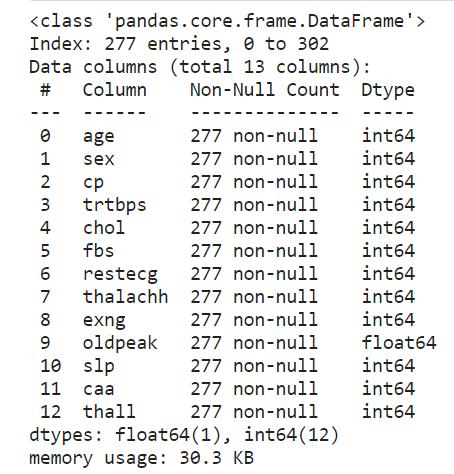 <class 'pandas.core.frame.DataFrame'>
Index: 277 entries, 0 to 302
Data columns (total 13 columns):
 #   Column    Non-Null Count  Dtype
---  ------    --------------  -----
 0   age       277 non-null    int64
 1   sex       277 non-null    int64
 2   cp        277 non-null    int64
 3   trtbps    277 non-null    int64
 4   chol      277 non-null    int64
 5   fbs       277 non-null    int64
 6   restecg   277 non-null    int64
 7   thalachh  277 non-null    int64
 8   exng      277 non-null    int64
 9   oldpeak   277 non-null    float64
 10  slp       277 non-null    int64
 11  caa       277 non-null    int64
 12  thall     277 non-null    int64
dtypes: float64(1), int64(12)
memory usage: 30.3 KB